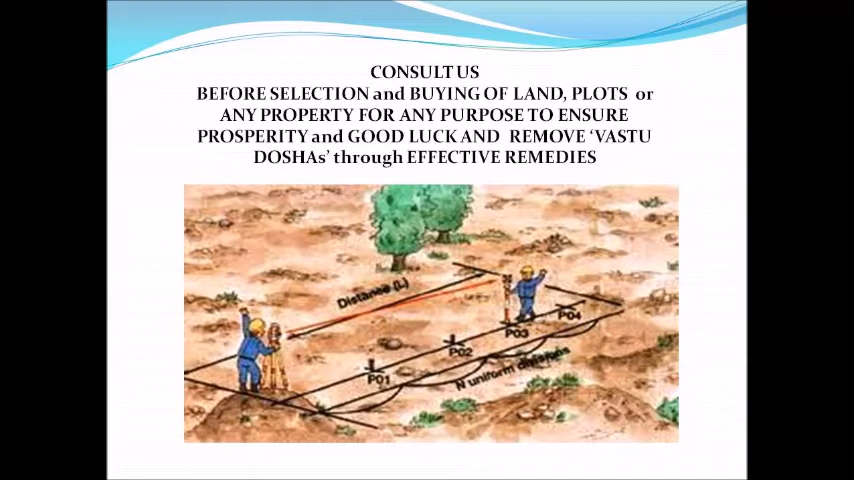 CONSULT US
BEFORE SELECTION and BUYING OF LAND, PLOTS or
ANY PROPERTY FOR ANY PURPOSE TO ENSURE
PROSPERITY and GOOD LUCK AND REMOVE ‘VASTU
DOSHAs’ through EFFECTIVE REMEDIES
Distance (L)
P04
P03
P02
P01
N uniform divisions